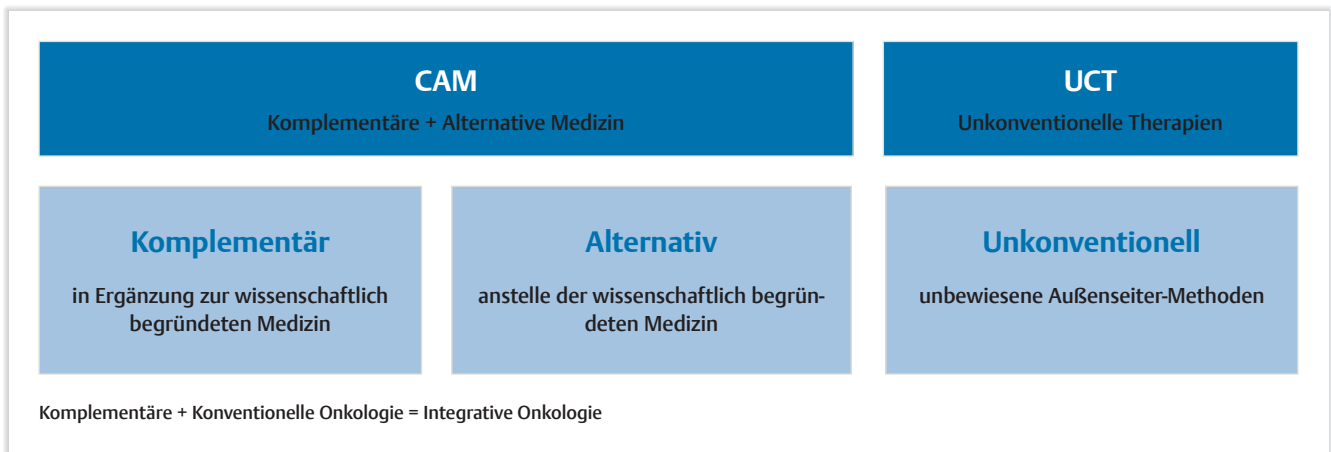 CAM
Komplementäre + Alternative Medizin
UCT
Unkonventionelle Therapien
Komplementär
in Ergänzung zur wissenschaftlich
begründeten Medizin
Alternativ
anstelle der wissenschaftlich begrün-
deten Medizin
Unkonventionell
unbewiesene Außenseiter-Methoden
Komplementäre + Konventionelle Onkologie = Integrative Onkologie